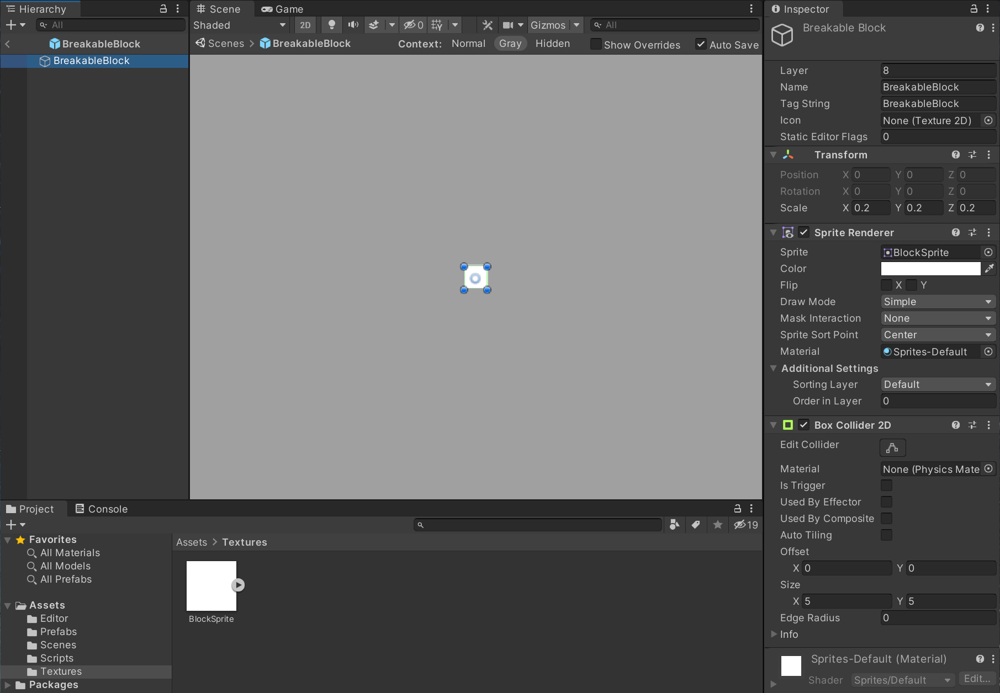 Hierarchy
All
BreakableBlock
BreakableBlock
Scene
Game
Shaded
2D
0
Gizmos
All
Scenes
BreakableBlock
Context:
Normal
Gray
Hidden
Show Overrides
Auto Save
Project
Console
19
Favorites
All Materials
All Models
All Prefabs
Assets
Editor
Prefabs
Scenes
Scripts
Textures
Packages
Assets > Textures
BlockSprite
Inspector
Breakable Block
Layer 8
Name BreakableBlock
Tag String BreakableBlock
Icon None (Texture 2D)
Static Editor Flags 0
Transform
Position X 0 Y 0 Z 0
Rotation X 0 Y 0 Z 0
Scale X 0.2 Y 0.2 Z 0.2
Sprite Renderer
Sprite BlockSprite
Color
Flip X Y
Draw Mode Simple
Mask Interaction None
Sprite Sort Point Center
Material Sprites-Default
Additional Settings
Sorting Layer Default
Order in Layer 0
Box Collider 2D
Edit Collider
Material None (Physics Mate
Is Trigger
Used By Effector
Used By Composite
Auto Tiling
Offset
X 0 Y 0
Size
X 5 Y 5
Edge Radius 0
Info
Sprites-Default (Material)
Shader Sprites/Default Edit...